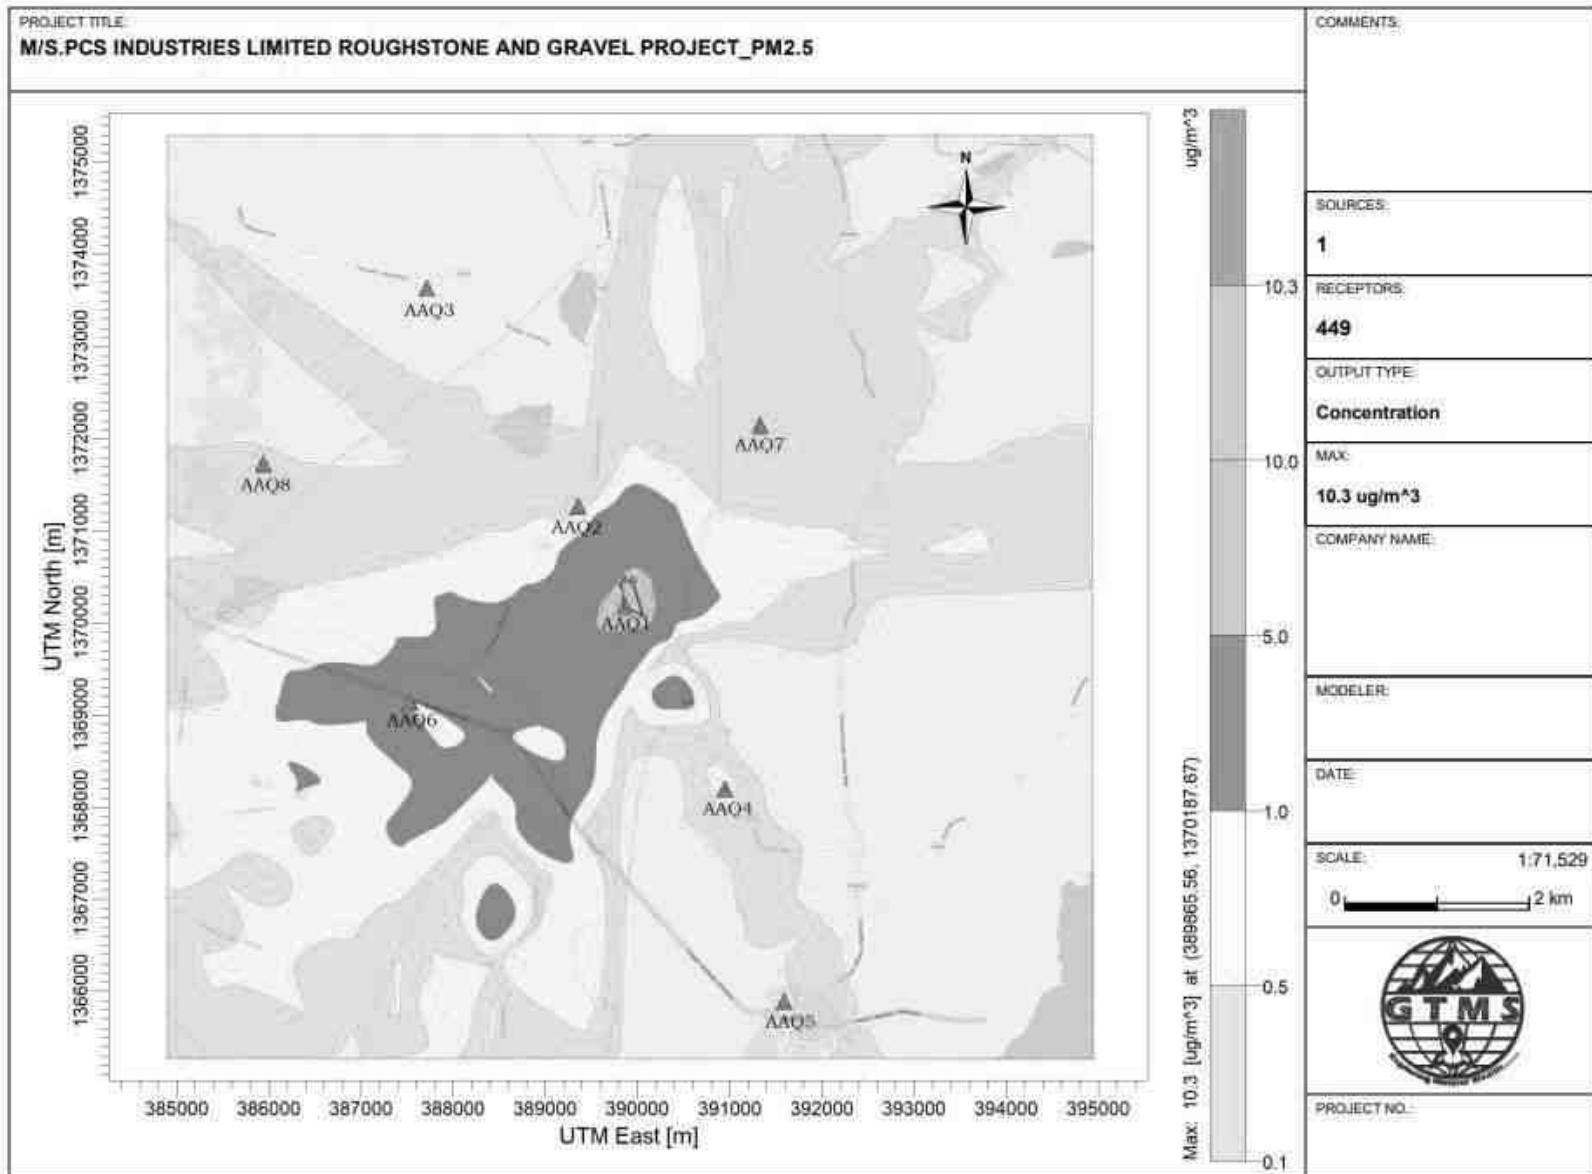 PROJECT TITLE:
M/S.PCS INDUSTRIES LIMITED ROUGHSTONE AND GRAVEL PROJECT_PM2.5
COMMENTS:
SOURCES:
1
RECEPTORS:
449
OUTPUT TYPE:
Concentration
MAX:
10.3 ug/m^3
COMPANY NAME:
MODELER:
DATE:
SCALE: 1:71,529
0 2 km
GTMS
PROJECT NO.:
UTM North [m]
1375000
1374000
1373000
1372000
1371000
1370000
1369000
1368000
1367000
1366000
N
AAQ3
AAQ7
AAQ8
AAQ2
AAQ1
AAQ6
AAQ4
AAQ5
385000 386000 387000 388000 389000 390000 391000 392000 393000 394000 395000
UTM East [m]
ug/m^3
10.3
10.0
5.0
1.0
0.5
0.1
Max: 10.3 [ug/m^3] at (389865.56, 1370187.67)